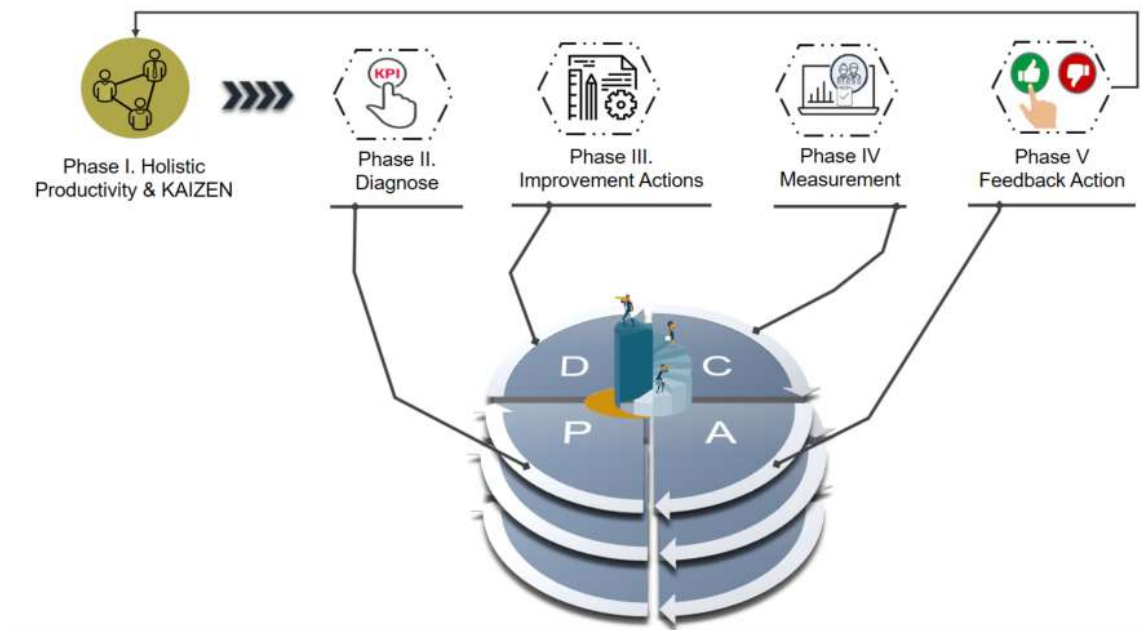 KPI
Phase I. Holistic
Productivity & KAIZEN
Phase II.
Diagnose
Phase III.
Improvement Actions
Phase IV
Measurement
Phase V
Feedback Action
D
C
P
A